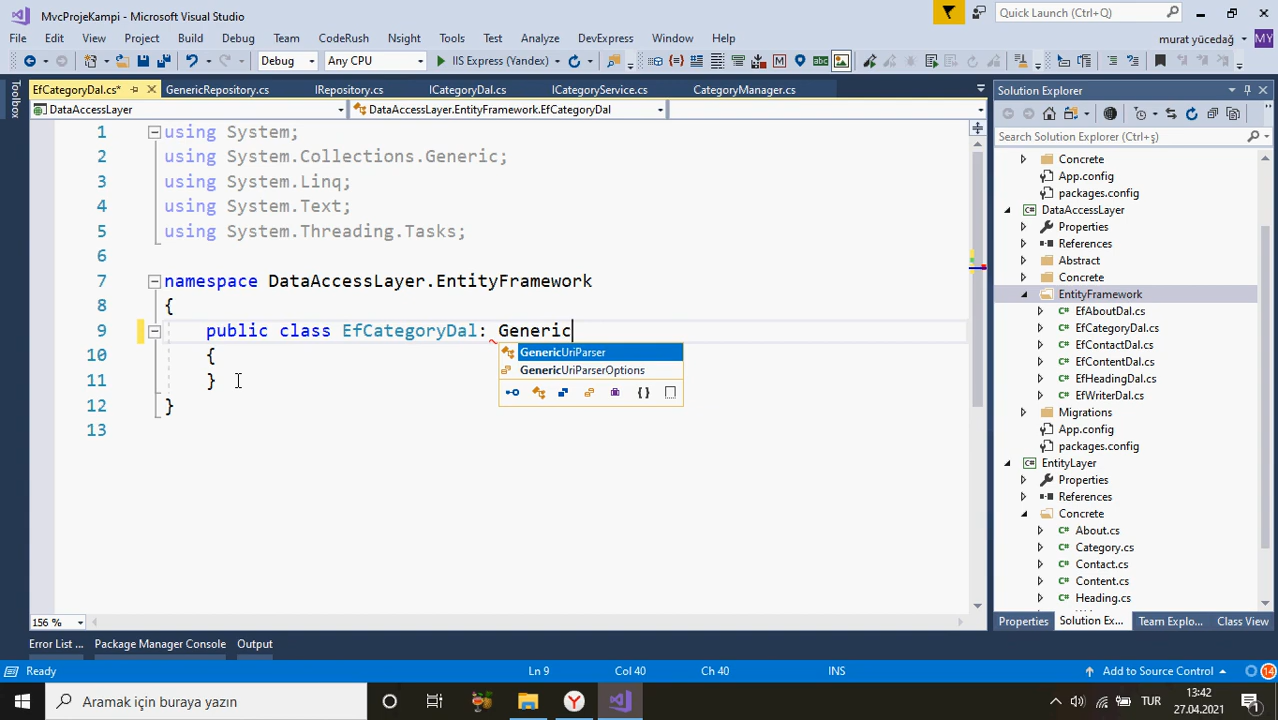 MvcProjeKampi - Microsoft Visual Studio
Quick Launch (Ctrl+Q)
File Edit View Project Build Debug Team Tools Test Analyze CodeRush Nsight Architecture DevExpress Window Help
murat yücedağ MY
Debug Any CPU IIS Express (Yandex)
EfCategoryDal.cs* GenericRepository.cs IRepository.cs ICategoryDal.cs ICategoryService.cs CategoryManager.cs
DataAccessLayer DataAccessLayer.EntityFramework.EfCategoryDal
Toolbox
1 using System;
2 using System.Collections.Generic;
3 using System.Linq;
4 using System.Text;
5 using System.Threading.Tasks;
6
7 namespace DataAccessLayer.EntityFramework
8 {
9 public class EfCategoryDal: Generic
GenericUriParser
GenericUriParserOptions
10 {
11 }
12 }
13
156 %
Solution Explorer
Search Solution Explorer (Ctrl+ş)
Concrete
App.config
packages.config
DataAccessLayer
Properties
References
Abstract
Concrete
EntityFramework
EfAboutDal.cs
EfCategoryDal.cs
EfContactDal.cs
EfContentDal.cs
EfHeadingDal.cs
EfWriterDal.cs
Migrations
App.config
packages.config
EntityLayer
Properties
References
Concrete
About.cs
Category.cs
Contact.cs
Content.cs
Heading.cs
Properties Solution Ex... Team Explo... Class View
Error List ... Package Manager Console Output
Ready Ln 9 Col 40 Ch 40 INS Add to Source Control 14
Aramak için buraya yazın
TUR
13:42
27.04.2021
1